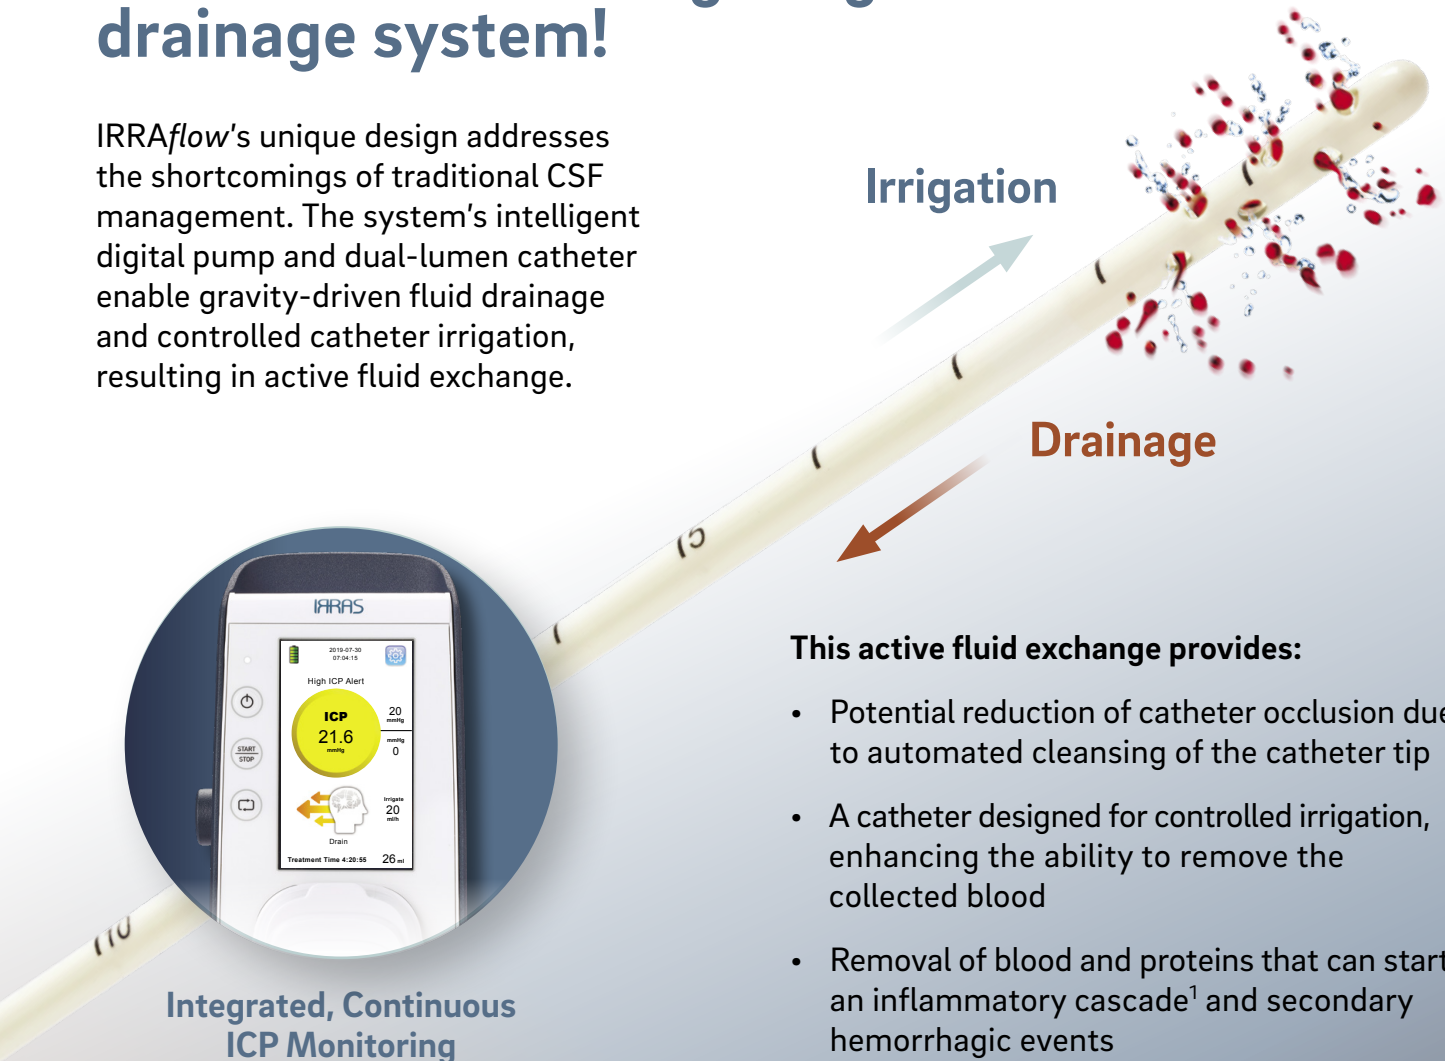 drainage system!
IRRAflow's unique design addresses
the shortcomings of traditional CSF
management. The system's intelligent
digital pump and dual-lumen catheter
enable gravity-driven fluid drainage
and controlled catheter irrigation,
resulting in active fluid exchange.
Irrigation
Drainage
5
10
IRRAS
2019-07-30
07:04:15
High ICP Alert
ICP
21.6
mmHg
20
mmHg
mmHg
0
START
STOP
Irrigate
20
ml/h
Drain
Treatment Time 4:20:55 26 ml
Integrated, Continuous
ICP Monitoring
This active fluid exchange provides:
• Potential reduction of catheter occlusion due
to automated cleansing of the catheter tip
• A catheter designed for controlled irrigation,
enhancing the ability to remove the
collected blood
• Removal of blood and proteins that can start
an inflammatory cascade¹ and secondary
hemorrhagic events